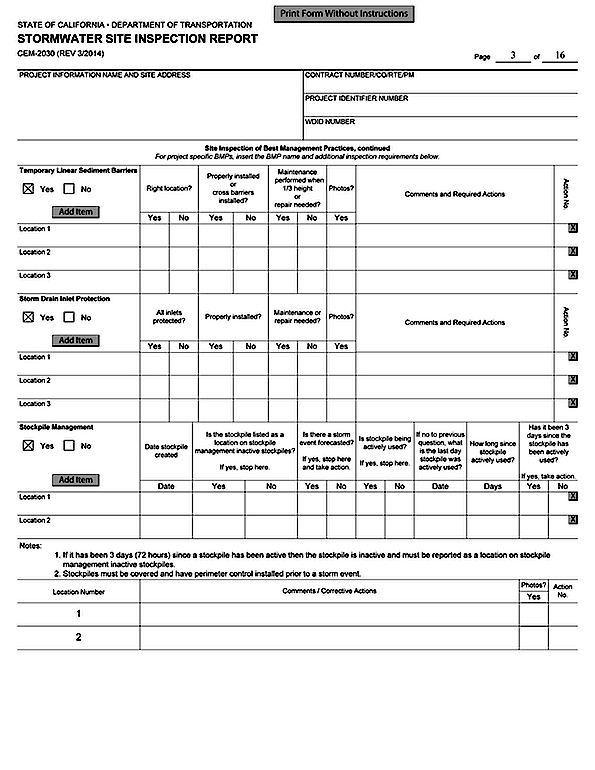 Print Form Without Instructions
STATE OF CALIFORNIA • DEPARTMENT OF TRANSPORTATION
STORMWATER SITE INSPECTION REPORT
CEM-2030 (REV 3/2014)
Page 3 of 16
PROJECT INFORMATION NAME AND SITE ADDRESS
CONTRACT NUMBER/CO/RTE/PM
PROJECT IDENTIFIER NUMBER
WDID NUMBER
Site Inspection of Best Management Practices, continued
For project specific BMPs, insert the BMP name and additional inspection requirements below.
Temporary Linear Sediment Barriers
X Yes No
Add Item
Right location?
Properly installed
or
cross barriers
installed?
Maintenance
performed when
1/3 height
or
repair needed?
Photos?
Comments and Required Actions
Action No.
Yes No Yes No Yes No Yes
Location 1 X
Location 2 X
Location 3 X
Storm Drain Inlet Protection
X Yes No
Add Item
All inlets
protected?
Properly installed?
Maintenance or
repair needed?
Photos?
Comments and Required Actions
Action No.
Yes No Yes No Yes No Yes
Location 1 X
Location 2 X
Location 3 X
Stockpile Management
X Yes No
Add Item
Date stockpile
created
Is the stockpile listed as a
location on stockpile
management inactive stockpiles?
If yes, stop here.
Is there a storm
event forecasted?
If yes, stop here
and take action.
Is stockpile being
actively used?
If yes, stop here.
If no to previous
question, what
is the last day
stockpile was
actively used?
How long since
stockpile
actively used?
Has it been 3
days since the
stockpile has
been actively
used?
If yes, take action.
Date Yes No Yes No Yes No Date Days Yes No
Location 1 X
Location 2 X
Notes:
1. If it has been 3 days (72 hours) since a stockpile has been active then the stockpile is inactive and must be reported as a location on stockpile
management inactive stockpiles.
2. Stockpiles must be covered and have perimeter control installed prior to a storm event.
Location Number
Comments / Corrective Actions
Photos?
Yes
Action
No.
1
2